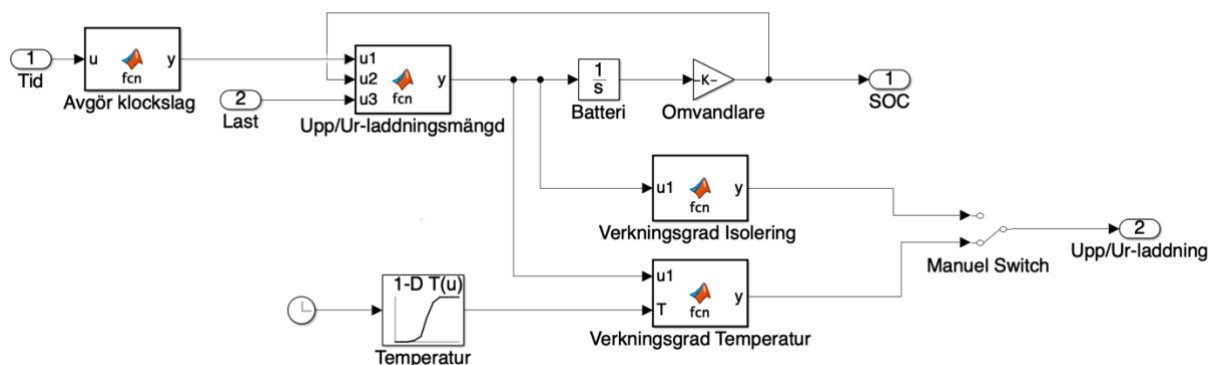 1
Tid
u
fcn
y
Avgör klockslag
2
Last
u1
u2
u3
fcn
y
Upp/Ur-laddningsmängd
1
s
Batteri
-K-
Omvandlare
1
SOC
u1
fcn
y
Verkningsgrad Isolering
1-D T(u)
Temperatur
u1
T
fcn
y
Verkningsgrad Temperatur
Manuel Switch
2
Upp/Ur-laddning